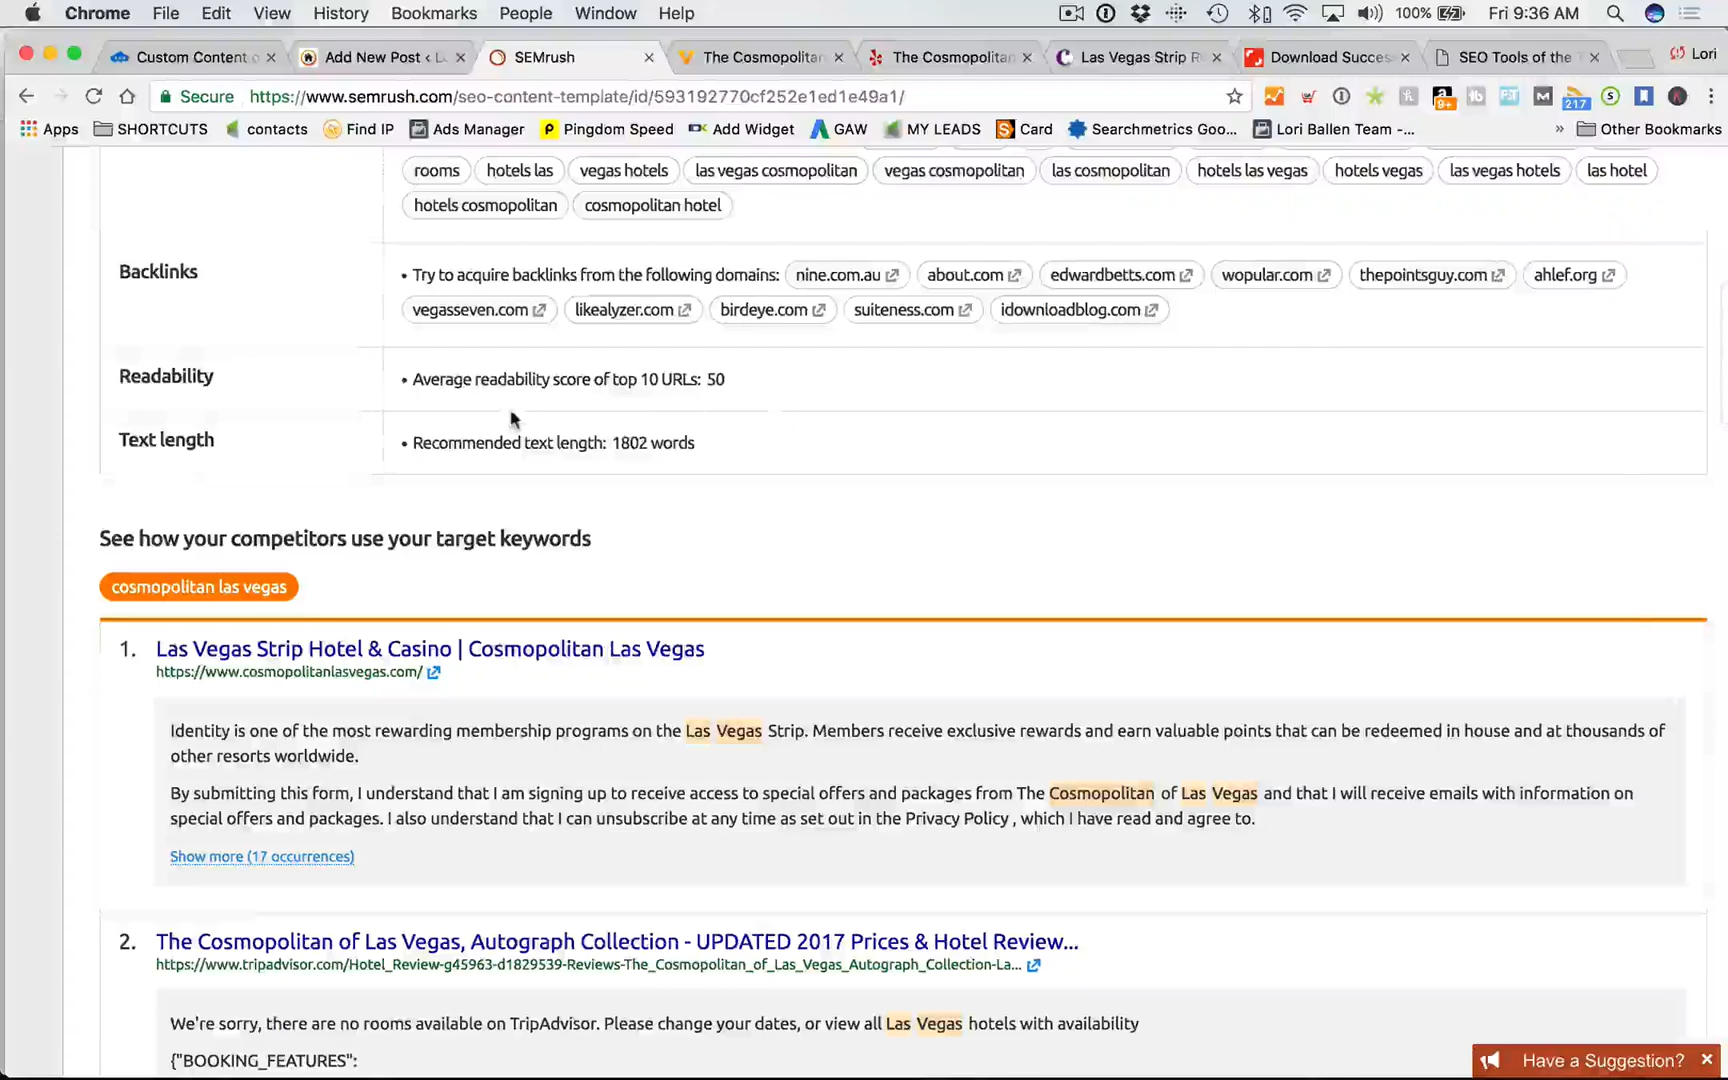 Chrome File Edit View History Bookmarks People Window Help 100% Fri 9:36 AM
Custom Content o × Add New Post ‹ L × SEMrush × The Cosmopolitan × The Cosmopolitan × Las Vegas Strip R × Download Succes × SEO Tools of the T × Lori
Secure https://www.semrush.com/seo-content-template/id/593192770cf252e1ed1e49a1/ 9+ 217
Apps SHORTCUTS contacts Find IP Ads Manager Pingdom Speed Add Widget GAW MY LEADS Card Searchmetrics Goo... Lori Ballen Team -... » Other Bookmarks
rooms hotels las vegas hotels las vegas cosmopolitan vegas cosmopolitan las cosmopolitan hotels las vegas hotels vegas las vegas hotels las hotel
hotels cosmopolitan cosmopolitan hotel
Backlinks • Try to acquire backlinks from the following domains: nine.com.au about.com edwardbetts.com wopular.com thepointsguy.com ahlef.org
vegasseven.com likealyzer.com birdeye.com suiteness.com idownloadblog.com
Readability • Average readability score of top 10 URLs: 50
Text length • Recommended text length: 1802 words
See how your competitors use your target keywords
cosmopolitan las vegas
1. Las Vegas Strip Hotel & Casino | Cosmopolitan Las Vegas
https://www.cosmopolitanlasvegas.com/
Identity is one of the most rewarding membership programs on the Las Vegas Strip. Members receive exclusive rewards and earn valuable points that can be redeemed in house and at thousands of
other resorts worldwide.
By submitting this form, I understand that I am signing up to receive access to special offers and packages from The Cosmopolitan of Las Vegas and that I will receive emails with information on
special offers and packages. I also understand that I can unsubscribe at any time as set out in the Privacy Policy , which I have read and agree to.
Show more (17 occurrences)
2. The Cosmopolitan of Las Vegas, Autograph Collection - UPDATED 2017 Prices & Hotel Review...
https://www.tripadvisor.com/Hotel_Review-g45963-d1829539-Reviews-The_Cosmopolitan_of_Las_Vegas_Autograph_Collection-La...
We're sorry, there are no rooms available on TripAdvisor. Please change your dates, or view all Las Vegas hotels with availability
{"BOOKING_FEATURES":
Have a Suggestion? ×